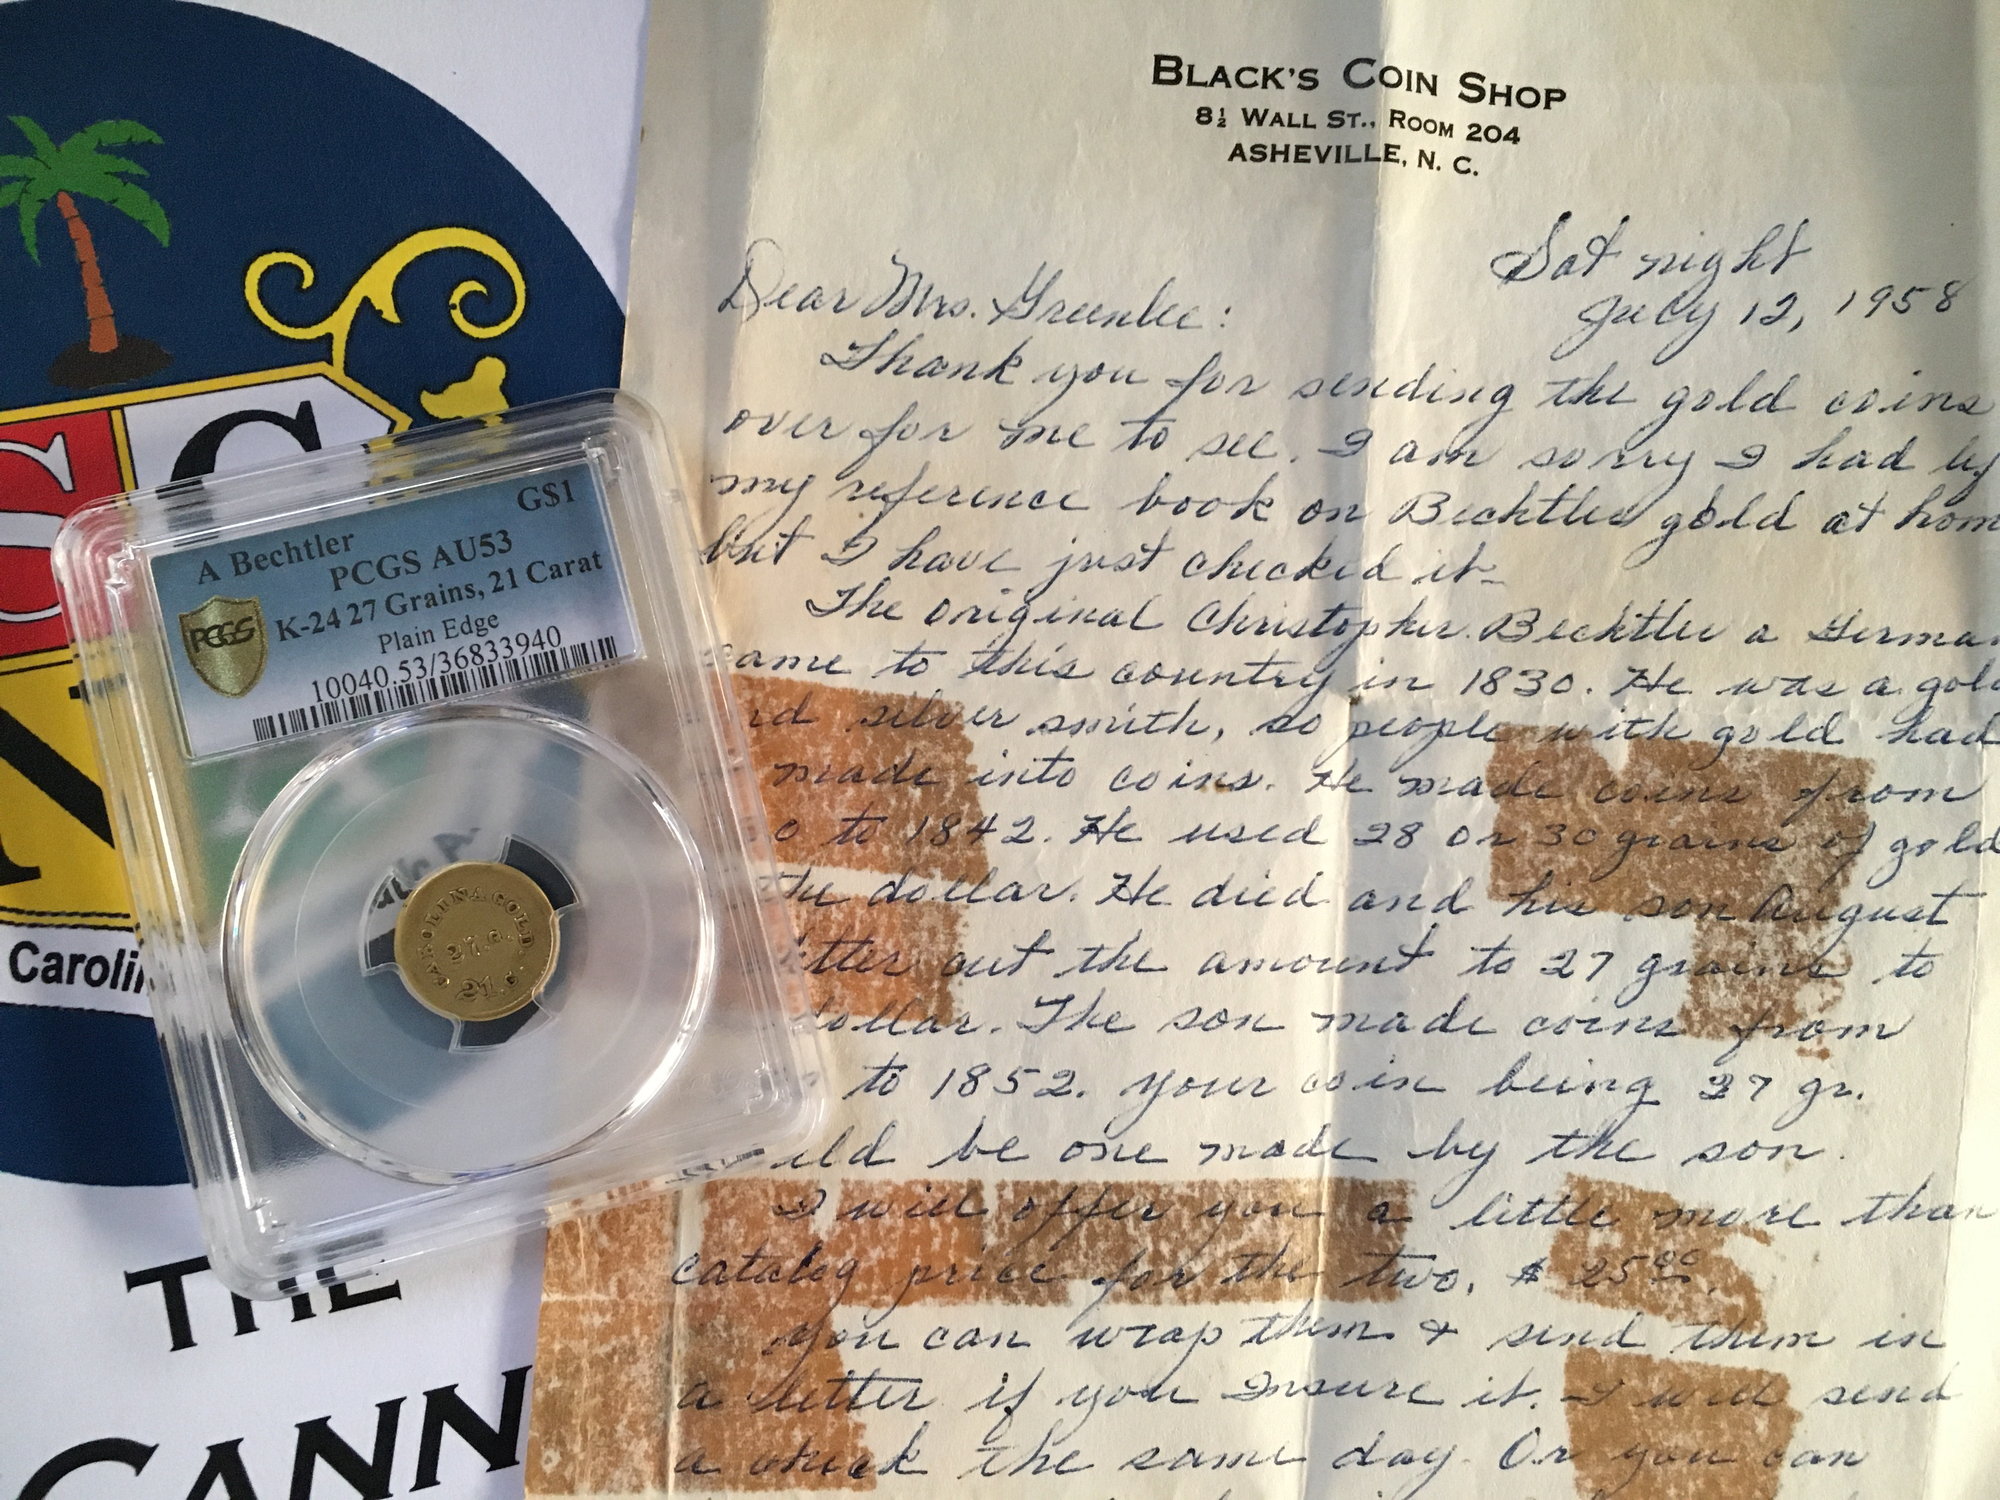 BLACK'S COIN SHOP
8½ WALL ST., ROOM 204
ASHEVILLE, N. C.
Sat night
July 12, 1958
Dear Mrs. Greenlee:
Thank you for sending the gold coins
over for me to see. I am sorry I had
my reference book on Bechtler gold at hom
but I have just checked it.
The original Christopher Bechtler a Germa
came to this country in 1830. He was a gold
nd silver smith, so people with gold had
made into coins. He made coins from
0 to 1842. He used 28 or 30 grains of gold
the dollar. He died and his son August
tter cut the amount to 27 grains to
dollar. The son made coins from
to 1852. Your coin being 27 gr.
uld be one made by the son.
I will offer you a little more than
catalog price for the two. $ 25.00.
You can wrap them & send them in
a letter if you Insure it. I will send
a check the same day. Or you can
SC
N
Carolin
THE
CANN
A Bechtler G$1
PCGS AU53
K-24 27 Grains, 21 Carat
Plain Edge
10040.53/36833940
PCGS
CAROLINA GOLD.
27.G.
21.C.